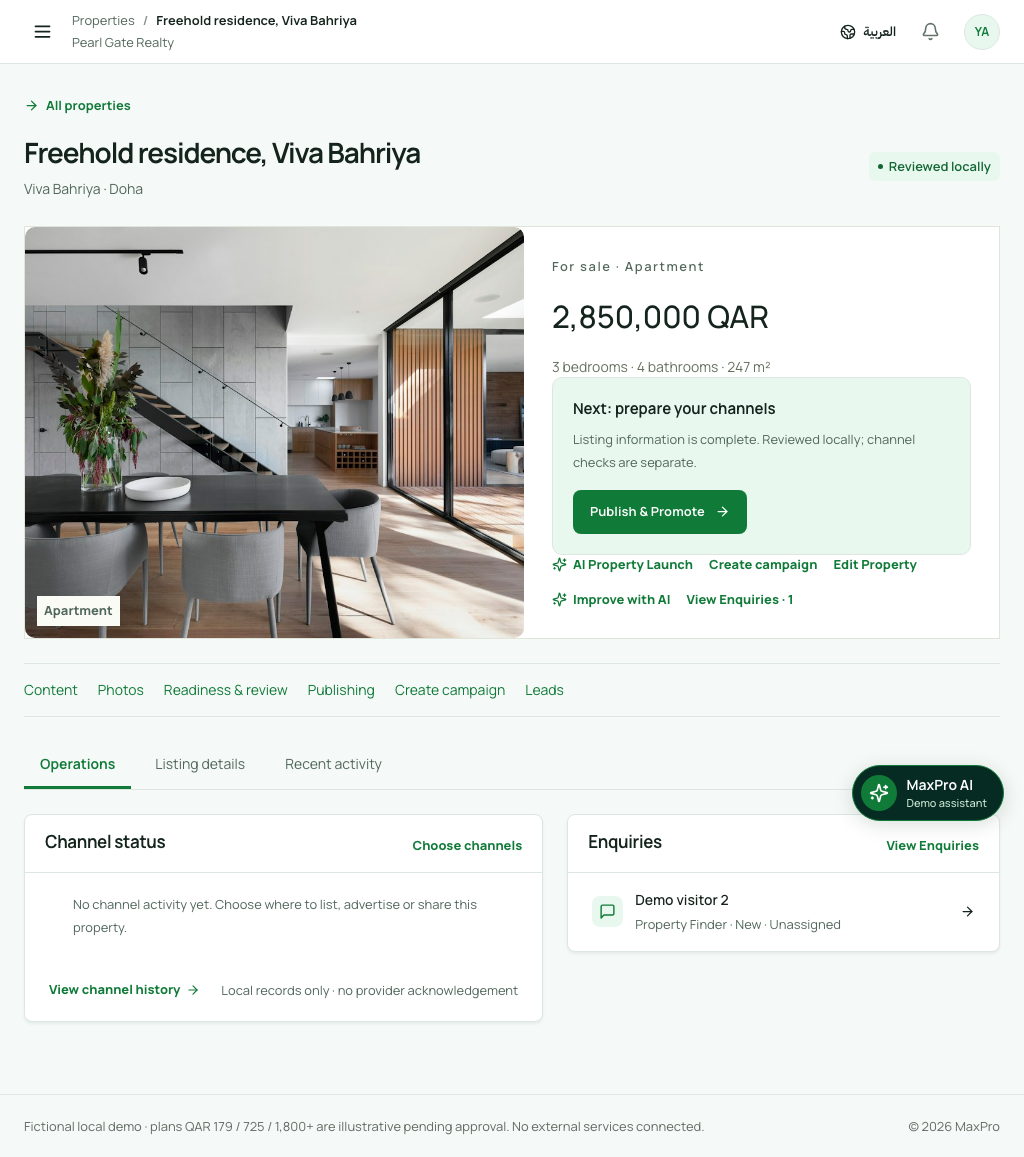 Properties / Freehold residence, Viva Bahriya
Pearl Gate Realty
العربية
YA
All properties
Freehold residence, Viva Bahriya
Viva Bahriya · Doha
Reviewed locally
Apartment
For sale · Apartment
2,850,000 QAR
3 bedrooms · 4 bathrooms · 247 m²
Next: prepare your channels
Listing information is complete. Reviewed locally; channel
checks are separate.
Publish & Promote
AI Property Launch Create campaign Edit Property
Improve with AI View Enquiries · 1
Content Photos Readiness & review Publishing Create campaign Leads
Operations Listing details Recent activity
MaxPro AI
Demo assistant
Channel status
Choose channels
No channel activity yet. Choose where to list, advertise or share this
property.
View channel history
Local records only · no provider acknowledgement
Enquiries
View Enquiries
Demo visitor 2
Property Finder · New · Unassigned
Fictional local demo · plans QAR 179 / 725 / 1,800+ are illustrative pending approval. No external services connected.
© 2026 MaxPro